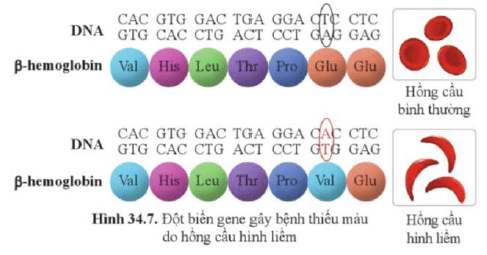 CAC GTG GAC TGA GGA CTC CTC
DNA
GTG CAC CTG ACT CCT GAG GAG
β-hemoglobin Val His Leu Thr Pro Glu Glu
Hồng cầu
bình thường
CAC GTG GAC TGA GGA CAC CTC
DNA
GTG CAC CTG ACT CCT GTG GAG
β-hemoglobin Val His Leu Thr Pro Val Glu
Hồng cầu
hình liềm
Hình 34.7. Đột biến gene gây bệnh thiếu máu
do hồng cầu hình liềm